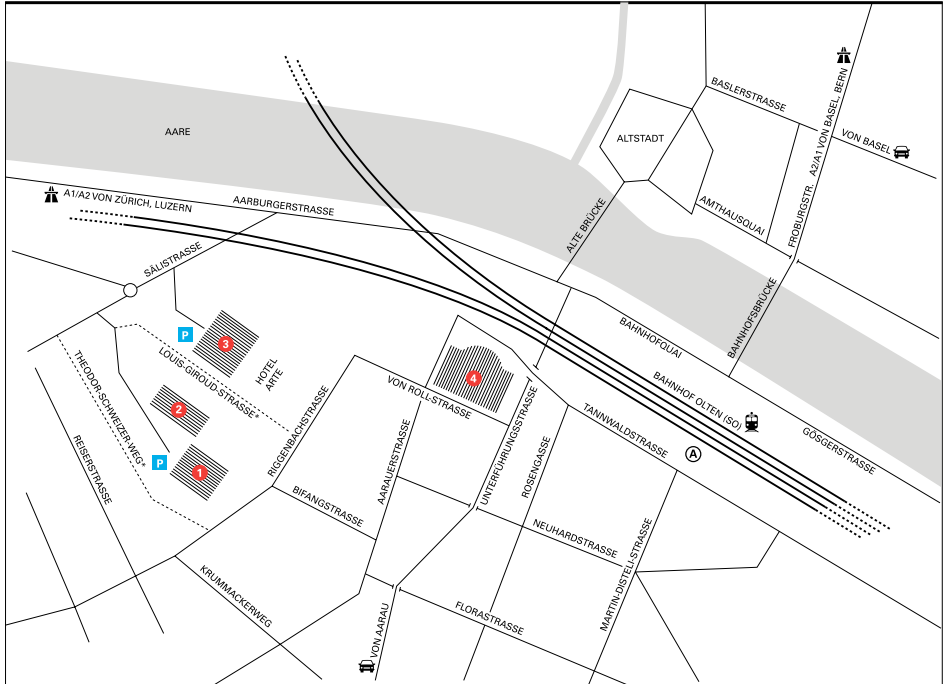 BASLERSTRASSE
AARE
ALTSTADT
VON BASEL
A1/A2 VON ZÜRICH, LUZERN
AARBURGERSTRASSE
AMTHAUSQUAI
FROBURGSTR. A2/A1 VON BASEL, BERN
ALTE BRÜCKE
SÄLISTRASSE
BAHNHOFSBRÜCKE
BAHNHOFQUAI
P
3
LOUIS-GIROUD-STRASSE*
HOTEL
ARTE
THEODOR-SCHWEIZER-WEG*
4
VON ROLL-STRASSE
BAHNHOF OLTEN (SO)
2
RIGGENBACHSTRASSE
TANNWALDSTRASSE
GÖSGERSTRASSE
REISERSTRASSE
P
1
AARAUERSTRASSE
UNTERFÜHRUNGSSTRASSE
ROSENGASSE
A
BIFANGSTRASSE
NEUHARDSTRASSE
MARTIN-DISTELI-STRASSE
KRUMMACKERWEG
FLORASTRASSE
VON AARAU